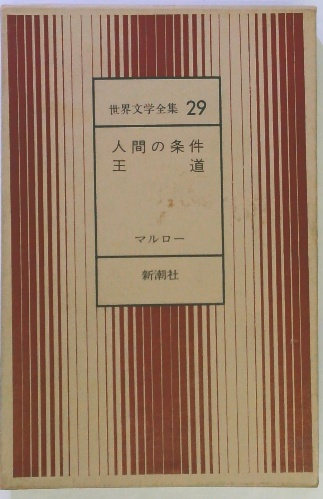 世界文学全集 29
人間の条件
王道
マルロー
新潮社